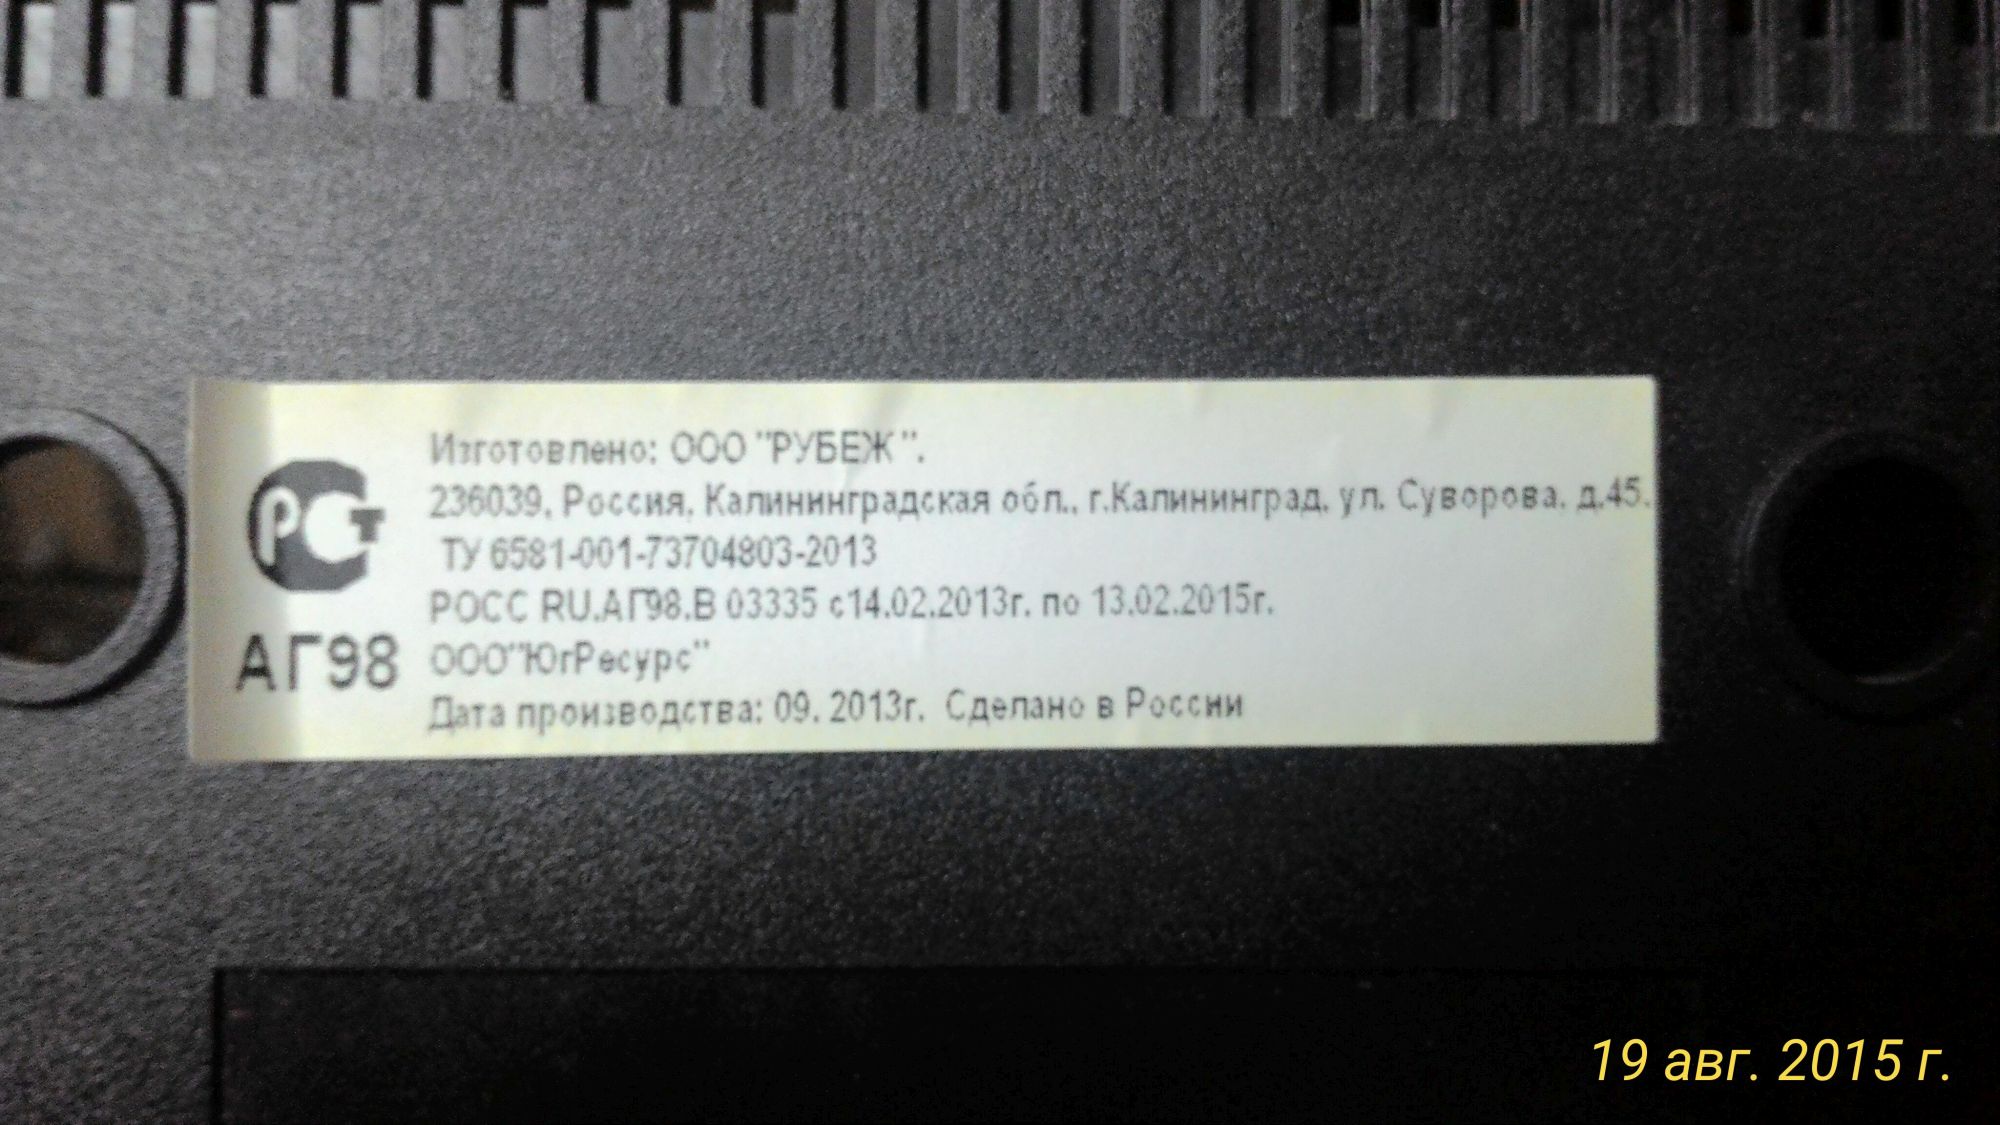 Изготовлено: ООО "РУБЕЖ".
236039, Россия, Калининградская обл., г.Калининград, ул. Суворова, д.45.
ТУ 6581-001-73704803-2013
РОСС RU.АГ98.В 03335 с14.02.2013г. по 13.02.2015г.
ООО"ЮгРесурс"
Дата производства: 09. 2013г. Сделано в России
РСТ
АГ98
19 авг. 2015 г.